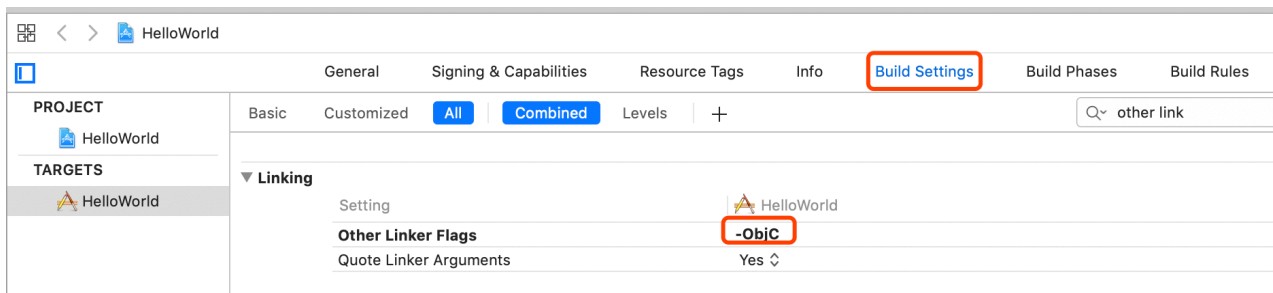 HelloWorld
General Signing & Capabilities Resource Tags Info Build Settings Build Phases Build Rules
PROJECT
Basic Customized All Combined Levels + other link
HelloWorld
TARGETS
Linking
HelloWorld
Setting HelloWorld
Other Linker Flags -ObjC
Quote Linker Arguments Yes